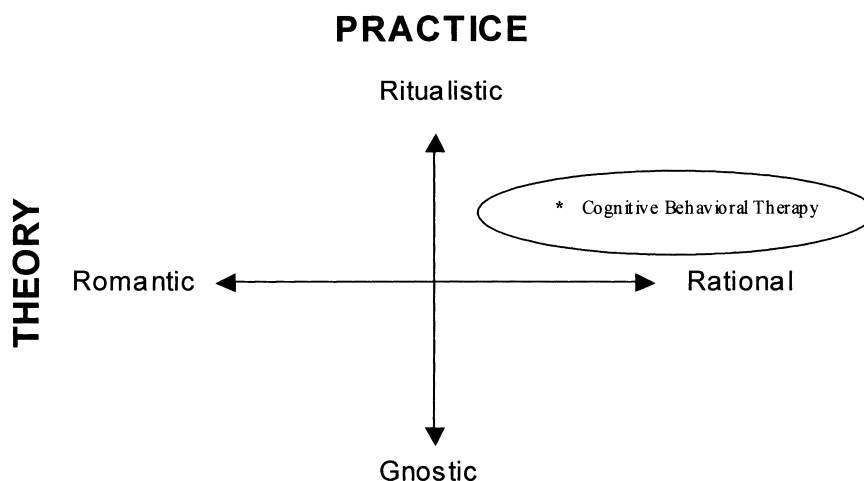 PRACTICE
Ritualistic
* Cognitive Behavioral Therapy
THEORY
Romantic
Rational
Gnostic